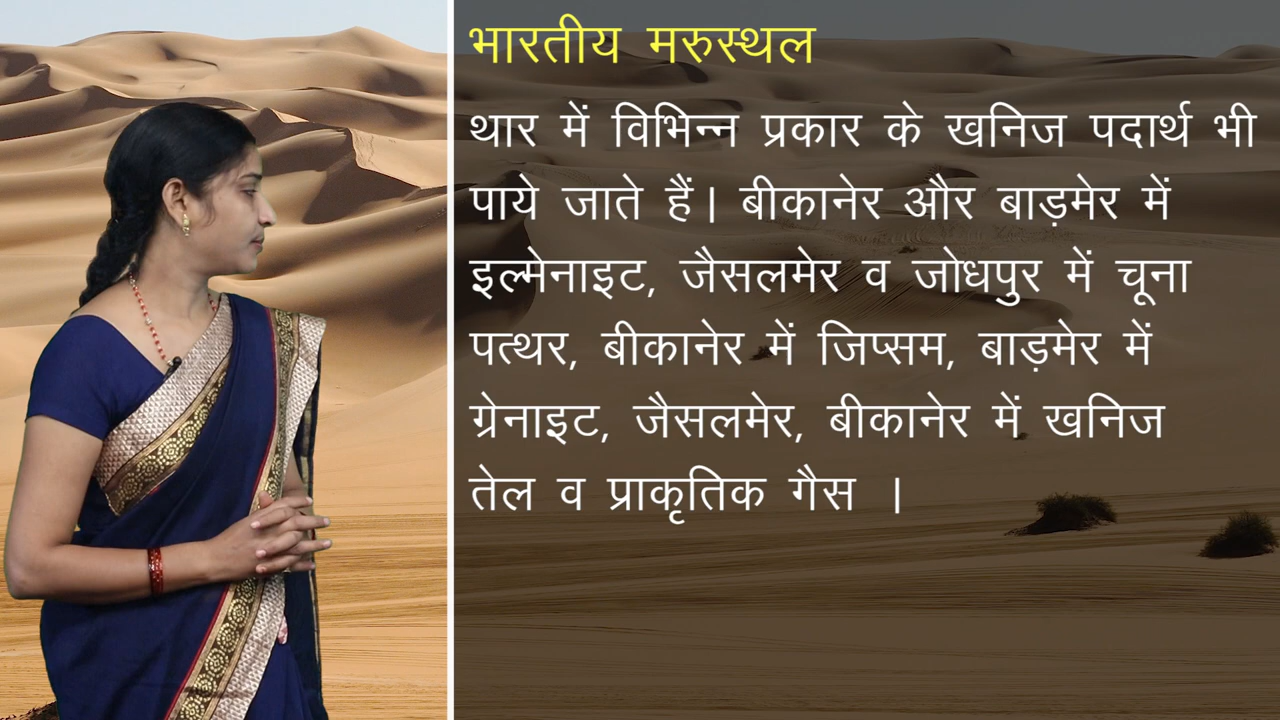 भारतीय मरुस्थल
थार में विभिन्न प्रकार के खनिज पदार्थ भी
पाये जाते हैं। बीकानेर और बाड़मेर में
इल्मेनाइट, जैसलमेर व जोधपुर में चूना
पत्थर, बीकानेर में जिप्सम, बाड़मेर में
ग्रेनाइट, जैसलमेर, बीकानेर में खनिज
तेल व प्राकृतिक गैस ।